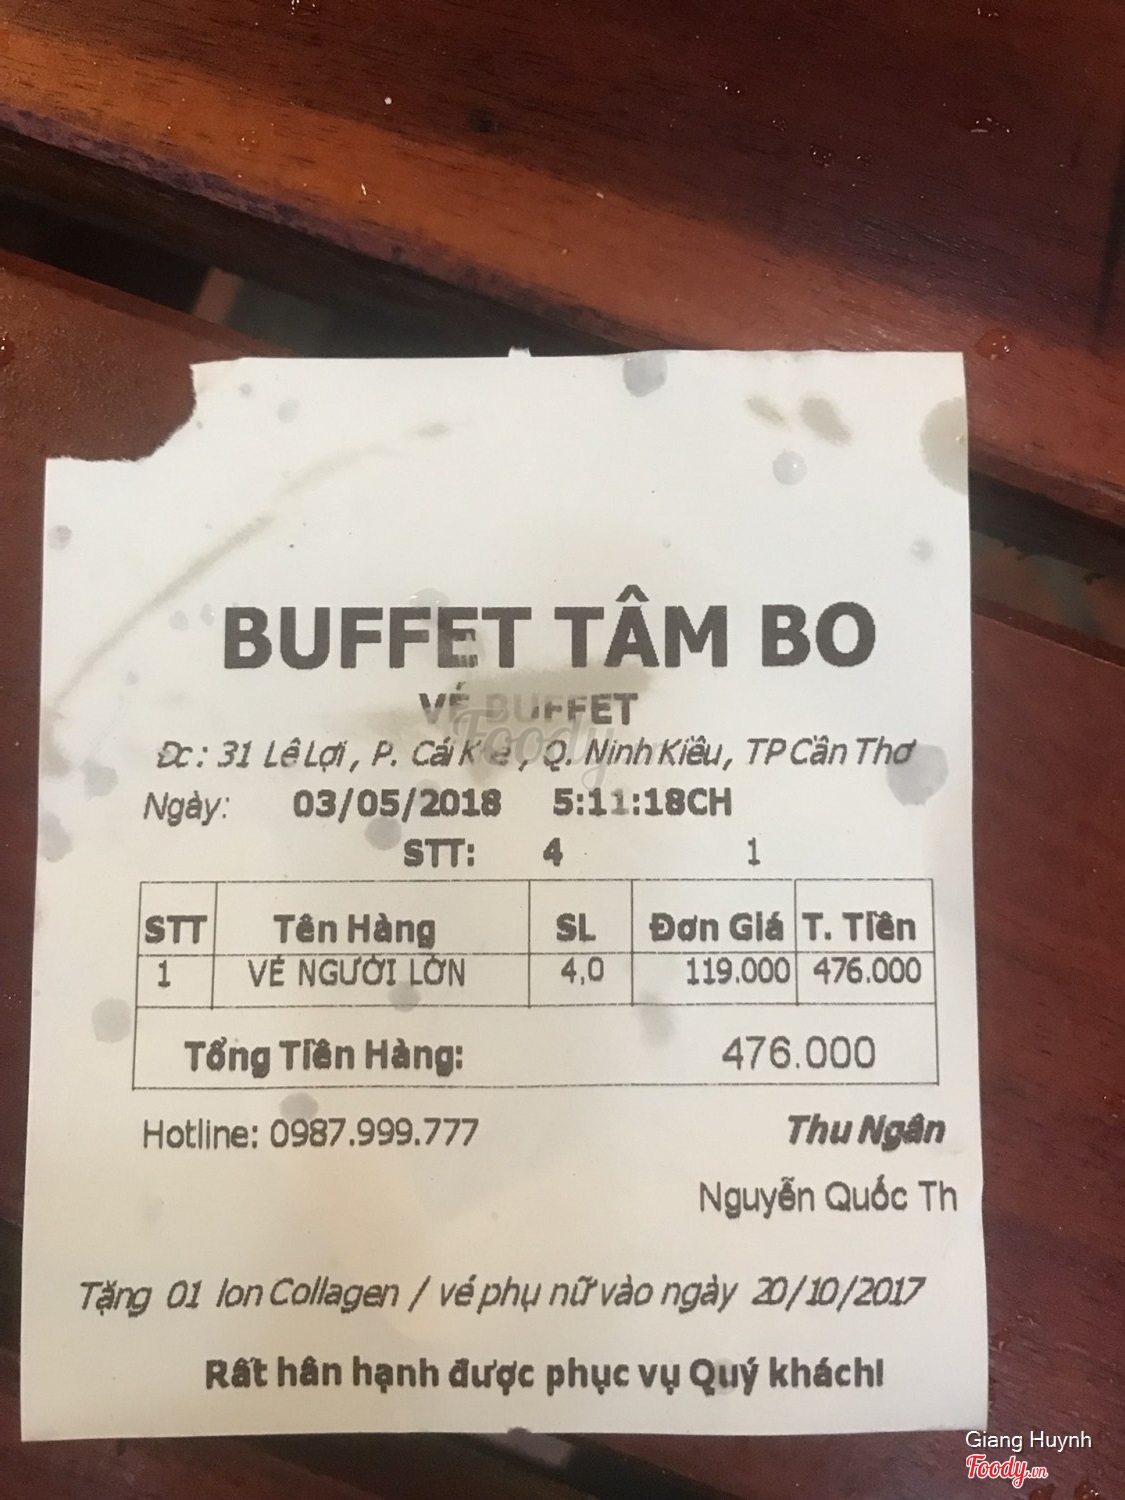 BUFFET TÂM BO
VÉ BUFFET
Đc : 31 Lê Lợi , P. Cái Khế , Q. Ninh Kiều, TP Cần Thơ
Ngày: 03/05/2018 5:11:18CH
STT: 4 1
STT Tên Hàng SL Đơn Giá T. Tiền
1 VÉ NGƯỜI LỚN 4,0 119.000 476.000
Tổng Tiền Hàng: 476.000
Hotline: 0987.999.777 Thu Ngân
Nguyễn Quốc Th
Tặng 01 lon Collagen / vé phụ nữ vào ngày 20/10/2017
Rất hân hạnh được phục vụ Quý khách!
Giang Huynh
Foody.vn